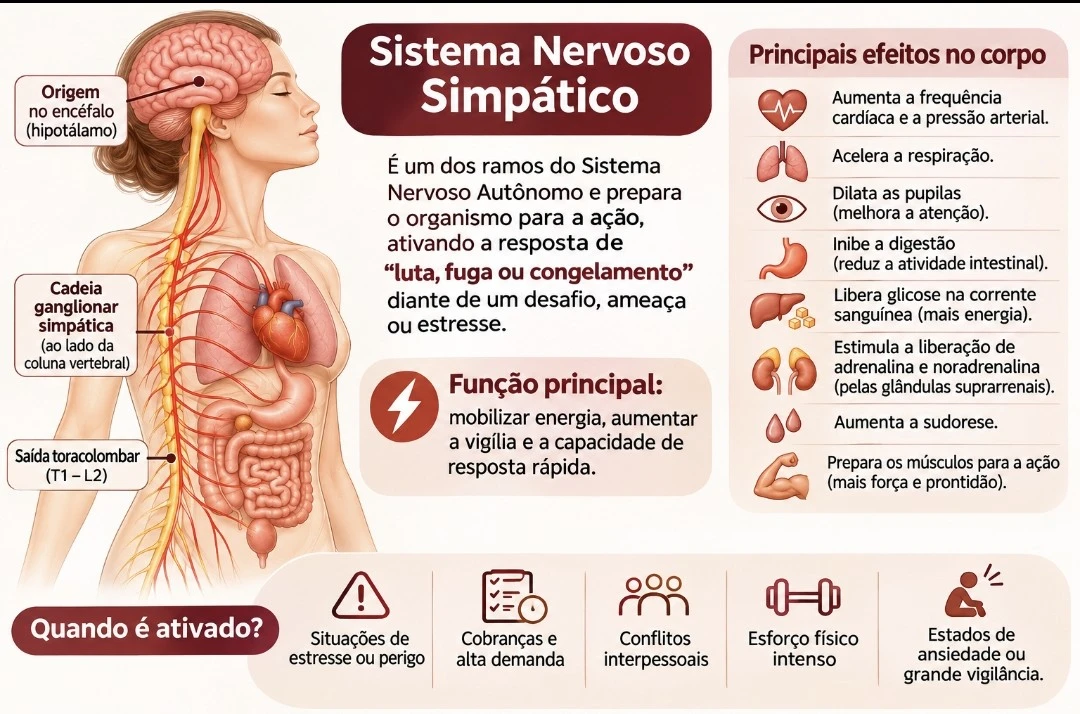 Sistema Nervoso
Simpático
Origem
no encéfalo
(hipotálamo)
Cadeia
ganglionar
simpática
(ao lado da
coluna vertebral)
Saída toracolombar
(T1 – L2)
É um dos ramos do Sistema
Nervoso Autônomo e prepara
o organismo para a ação,
ativando a resposta de
“luta, fuga ou congelamento”
diante de um desafio, ameaça
ou estresse.
Função principal:
mobilizar energia, aumentar
a vigília e a capacidade de
resposta rápida.
Principais efeitos no corpo
Aumenta a frequência
cardíaca e a pressão arterial.
Acelera a respiração.
Dilata as pupilas
(melhora a atenção).
Inibe a digestão
(reduz a atividade intestinal).
Libera glicose na corrente
sanguínea (mais energia).
Estimula a liberação de
adrenalina e noradrenalina
(pelas glândulas suprarrenais).
Aumenta a sudorese.
Prepara os músculos para a ação
(mais força e prontidão).
Quando é ativado?
Situações de
estresse ou perigo
Cobranças e
alta demanda
Conflitos
interpessoais
Esforço físico
intenso
Estados de
ansiedade ou
grande vigilância.